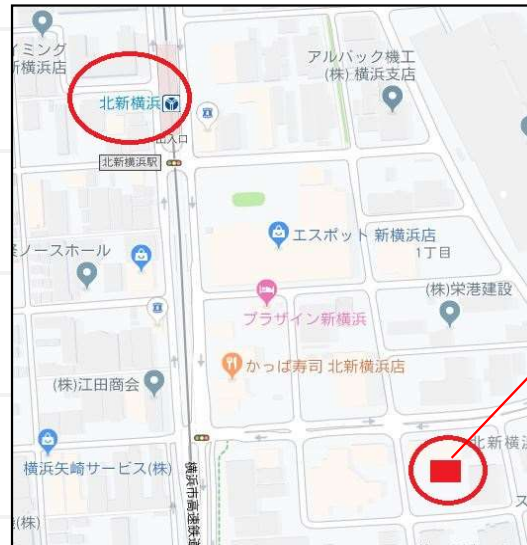 イミング
新横浜店
アルバック機工
(株) 横浜支店
北新横浜
出入口
北新横浜駅
エスポット 新横浜店
1丁目
ノースホール
(株)栄港建設
プラザイン新横浜
かっぱ寿司 北新横浜店
(株)江田商会
北新横浜
横浜矢崎サービス(株)
横浜市高速鉄道
ス
(株)